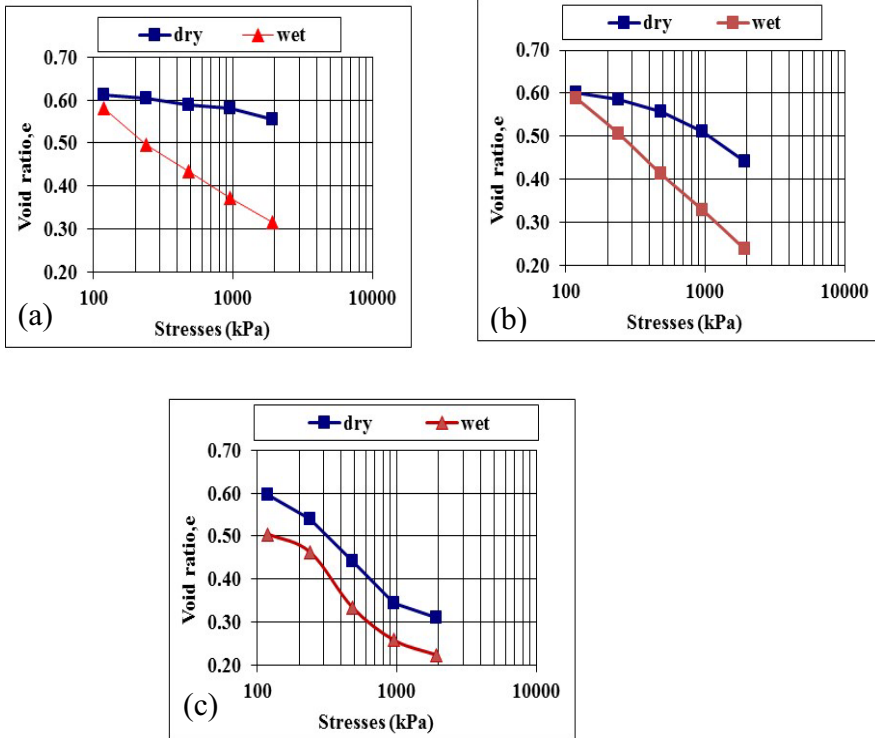 dry wet
0.70
0.60
0.50
0.40
0.30
0.20
Void ratio,e
100 1000 10000
Stresses (kPa)
(a)
dry wet
0.70
0.60
0.50
0.40
0.30
0.20
Void ratio,e
100 1000 10000
Stresses (kPa)
(b)
dry wet
0.70
0.60
0.50
0.40
0.30
0.20
Void ratio,e
100 1000 10000
Stresses (kPa)
(c)